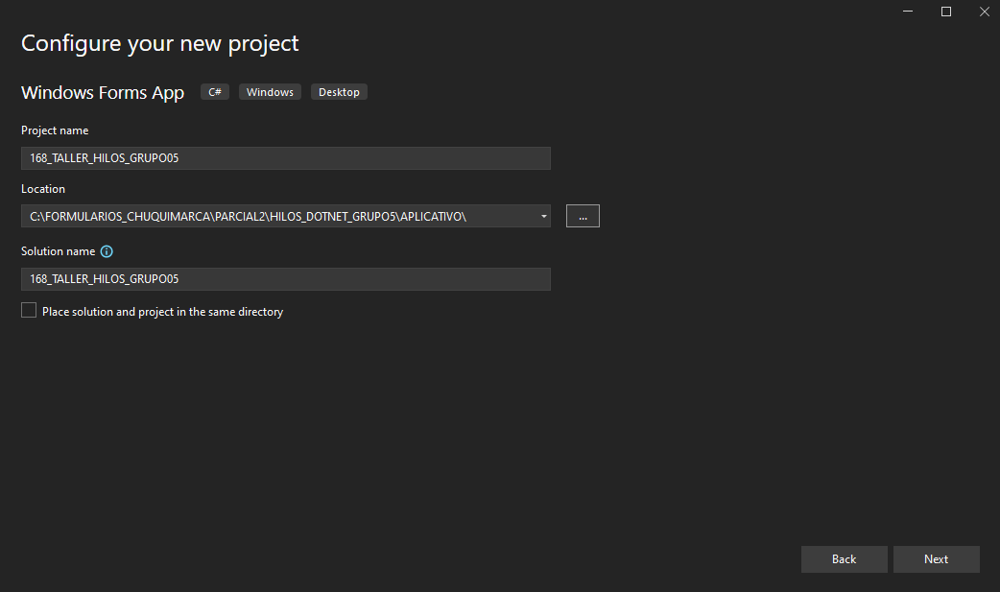 Configure your new project
Windows Forms App C# Windows Desktop
Project name
168_TALLER_HILOS_GRUPO05
Location
C:\FORMULARIOS_CHUQUIMARCA\PARCIAL2\HILOS_DOTNET_GRUPO5\APLICATIVO\
...
Solution name
168_TALLER_HILOS_GRUPO05
Place solution and project in the same directory
Back Next